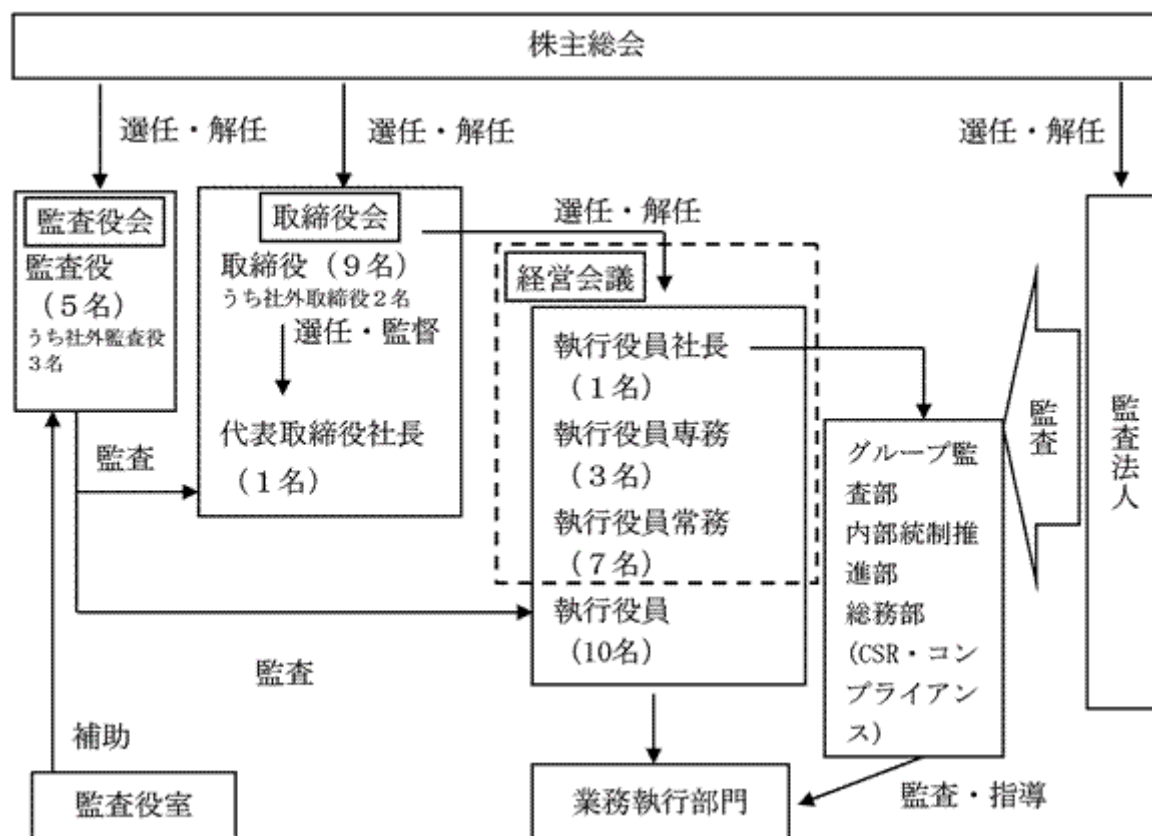 株主総会
選任・解任
選任・解任
選任・解任
監査役会
監査役
(5名)
うち社外監査役
3名
取締役会
取締役(9名)
うち社外取締役2名
選任・監督
代表取締役社長
(1名)
選任・解任
経営会議
執行役員社長
(1名)
執行役員専務
(3名)
執行役員常務
(7名)
執行役員
(10名)
グループ監
査部
内部統制推
進部
総務部
(CSR・コン
プライアン
ス)
監査
監査法人
監査
監査
補助
監査役室
業務執行部門
監査・指導